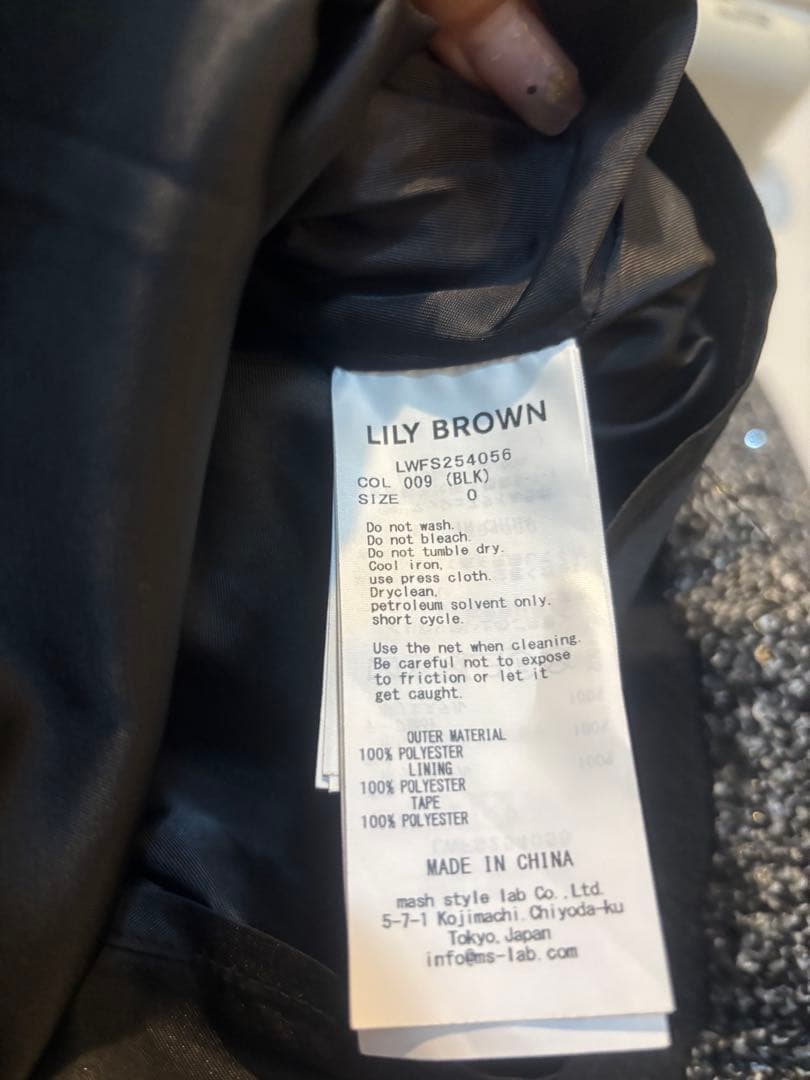 LILY BROWN
LWFS254056
COL 009 (BLK)
SIZE 0
Do not wash.
Do not bleach.
Do not tumble dry.
Cool iron,
use press cloth.
Dryclean,
petroleum solvent only.
short cycle.
Use the net when cleaning.
Be careful not to expose
to friction or let it
get caught.
OUTER MATERIAL
100% POLYESTER
LINING
100% POLYESTER
TAPE
100% POLYESTER
MADE IN CHINA
mash style lab Co.,Ltd.
5-7-1 Kojimachi.Chiyoda-ku
Tokyo, Japan
info@ms-lab.com